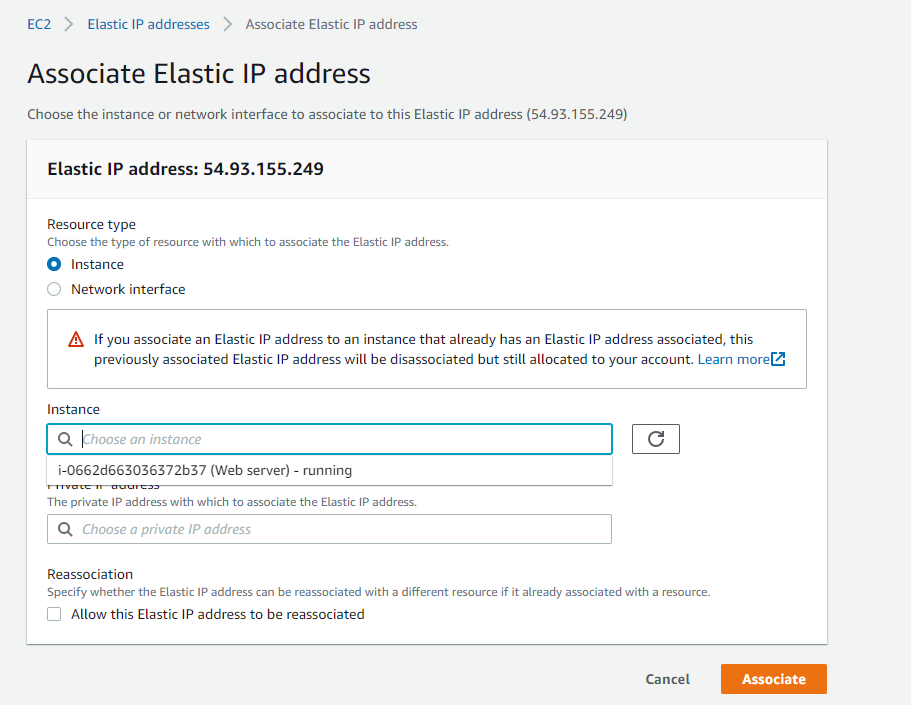 EC2 > Elastic IP addresses > Associate Elastic IP address
Associate Elastic IP address
Choose the instance or network interface to associate to this Elastic IP address (54.93.155.249)
Elastic IP address: 54.93.155.249
Resource type
Choose the type of resource with which to associate the Elastic IP address.
Instance
Network interface
If you associate an Elastic IP address to an instance that already has an Elastic IP address associated, this
previously associated Elastic IP address will be disassociated but still allocated to your account. Learn more
Instance
Choose an instance
i-0662d663036372b37 (Web server) - running
Private IP address
The private IP address with which to associate the Elastic IP address.
Choose a private IP address
Reassociation
Specify whether the Elastic IP address can be reassociated with a different resource if it already associated with a resource.
Allow this Elastic IP address to be reassociated
Cancel
Associate